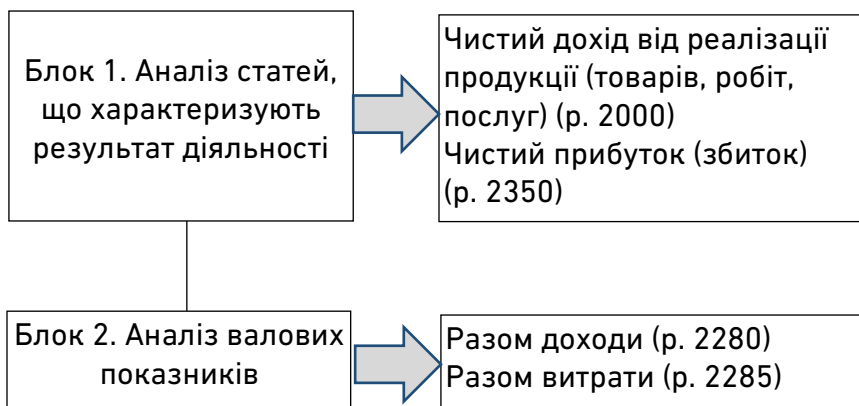 Блок 1. Аналіз статей,
що характеризують
результат діяльності
Чистий дохід від реалізації
продукції (товарів, робіт,
послуг) (р. 2000)
Чистий прибуток (збиток)
(р. 2350)
Блок 2. Аналіз валових
показників
Разом доходи (р. 2280)
Разом витрати (р. 2285)